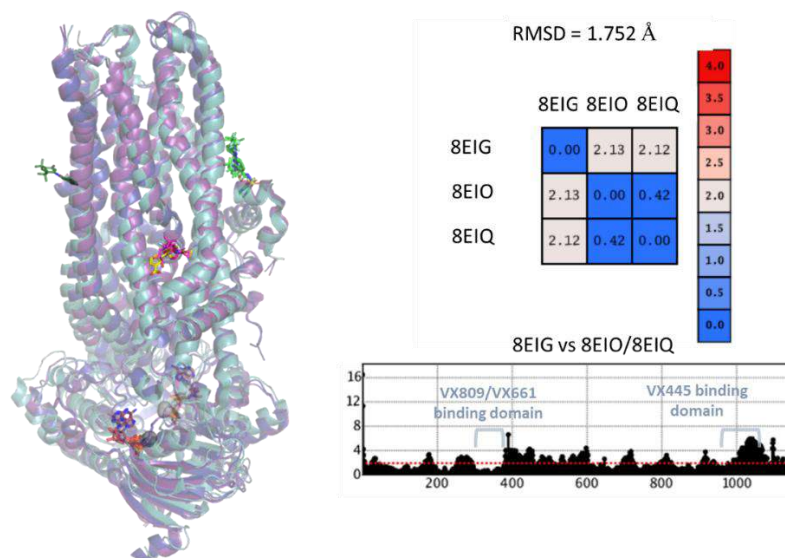 RMSD = 1.752 Å
4.0
3.5
3.0
2.5
2.0
1.5
1.0
0.5
0.0
8EIG 8EIO 8EIQ
8EIG 0.00 2.13 2.12
8EIO 2.13 0.00 0.42
8EIQ 2.12 0.42 0.00
8EIG vs 8EIO/8EIQ
16
12
8
4
0
VX809/VX661
binding domain
VX445 binding
domain
200 400 600 800 1000